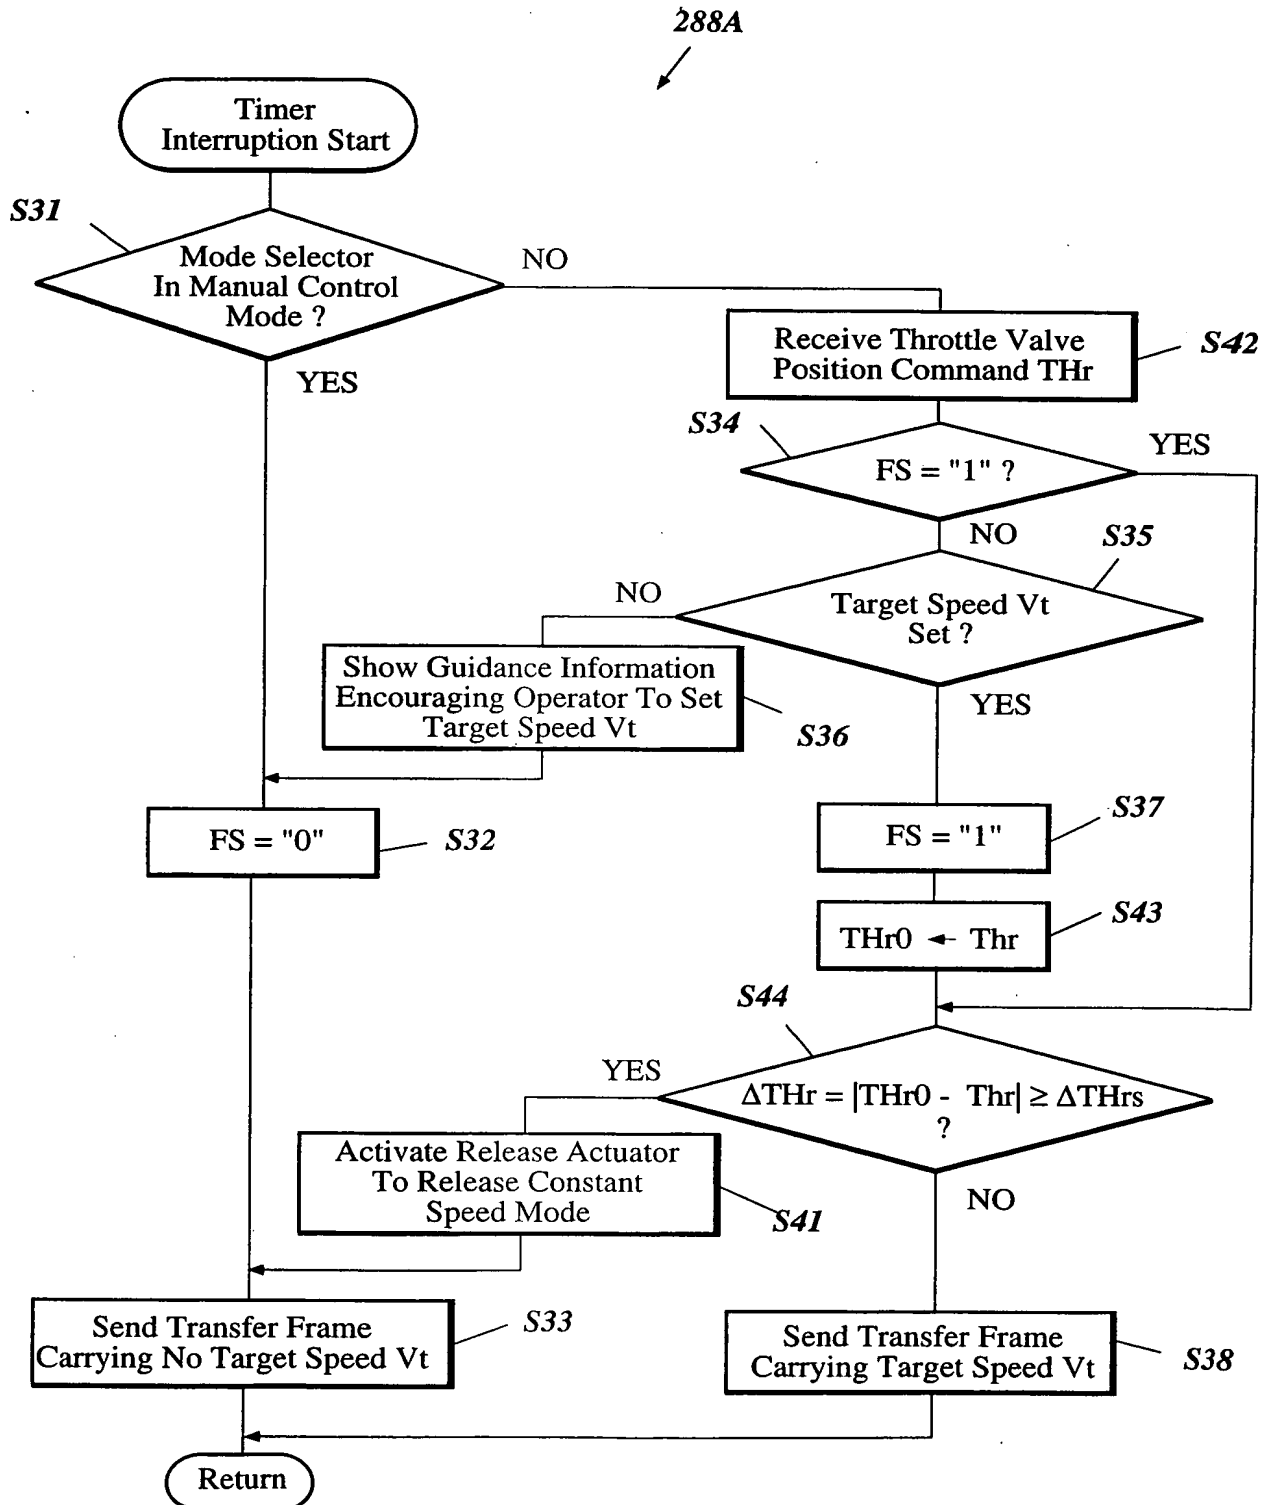 288A
Timer
Interruption Start
S31
Mode Selector
In Manual Control
Mode ?
NO
YES
Receive Throttle Valve
Position Command THr
S42
S34
FS = "1" ?
YES
NO
S35
Target Speed Vt
Set ?
NO
YES
Show Guidance Information
Encouraging Operator To Set
Target Speed Vt
S36
FS = "0"
S32
FS = "1"
S37
THr0 ← Thr
S43
S44
ΔTHr = |THr0 - Thr| ≥ ΔTHrs
?
YES
NO
Activate Release Actuator
To Release Constant
Speed Mode
S41
Send Transfer Frame
Carrying No Target Speed Vt
S33
Send Transfer Frame
Carrying Target Speed Vt
S38
Return